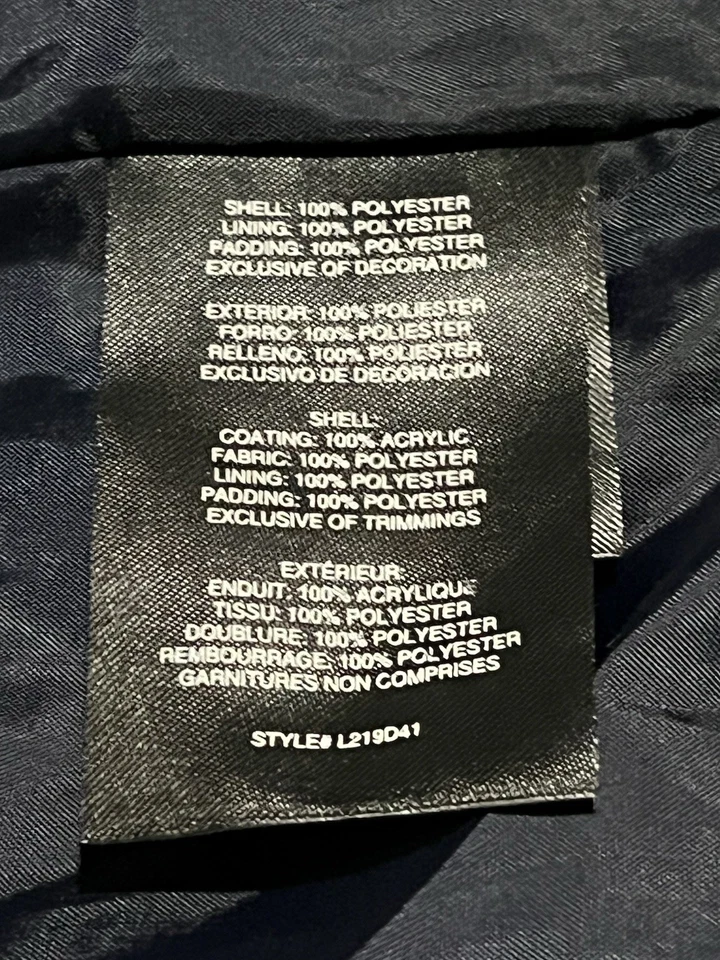 SHELL: 100% POLYESTER
LINING: 100% POLYESTER
PADDING: 100% POLYESTER
EXCLUSIVE OF DECORATION
EXTERIOR: 100% POLIESTER
FORRO: 100% POLIESTER
RELLENO: 100% POLIESTER
EXCLUSIVO DE DECORACION
SHELL:
COATING: 100% ACRYLIC
FABRIC: 100% POLYESTER
LINING: 100% POLYESTER
PADDING: 100% POLYESTER
EXCLUSIVE OF TRIMMINGS
EXTÉRIEUR:
ENDUIT: 100% ACRYLIQUE
TISSU: 100% POLYESTER
DOUBLURE: 100% POLYESTER
REMBOURRAGE: 100% POLYESTER
GARNITURES NON COMPRISES
STYLE# L219D41